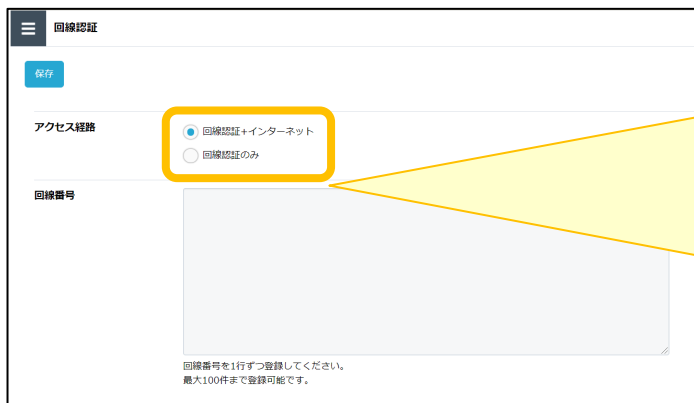 回線認証
保存
アクセス経路
回線認証+インターネット
回線認証のみ
回線番号
回線番号を1行ずつ登録してください。
最大100件まで登録可能です。